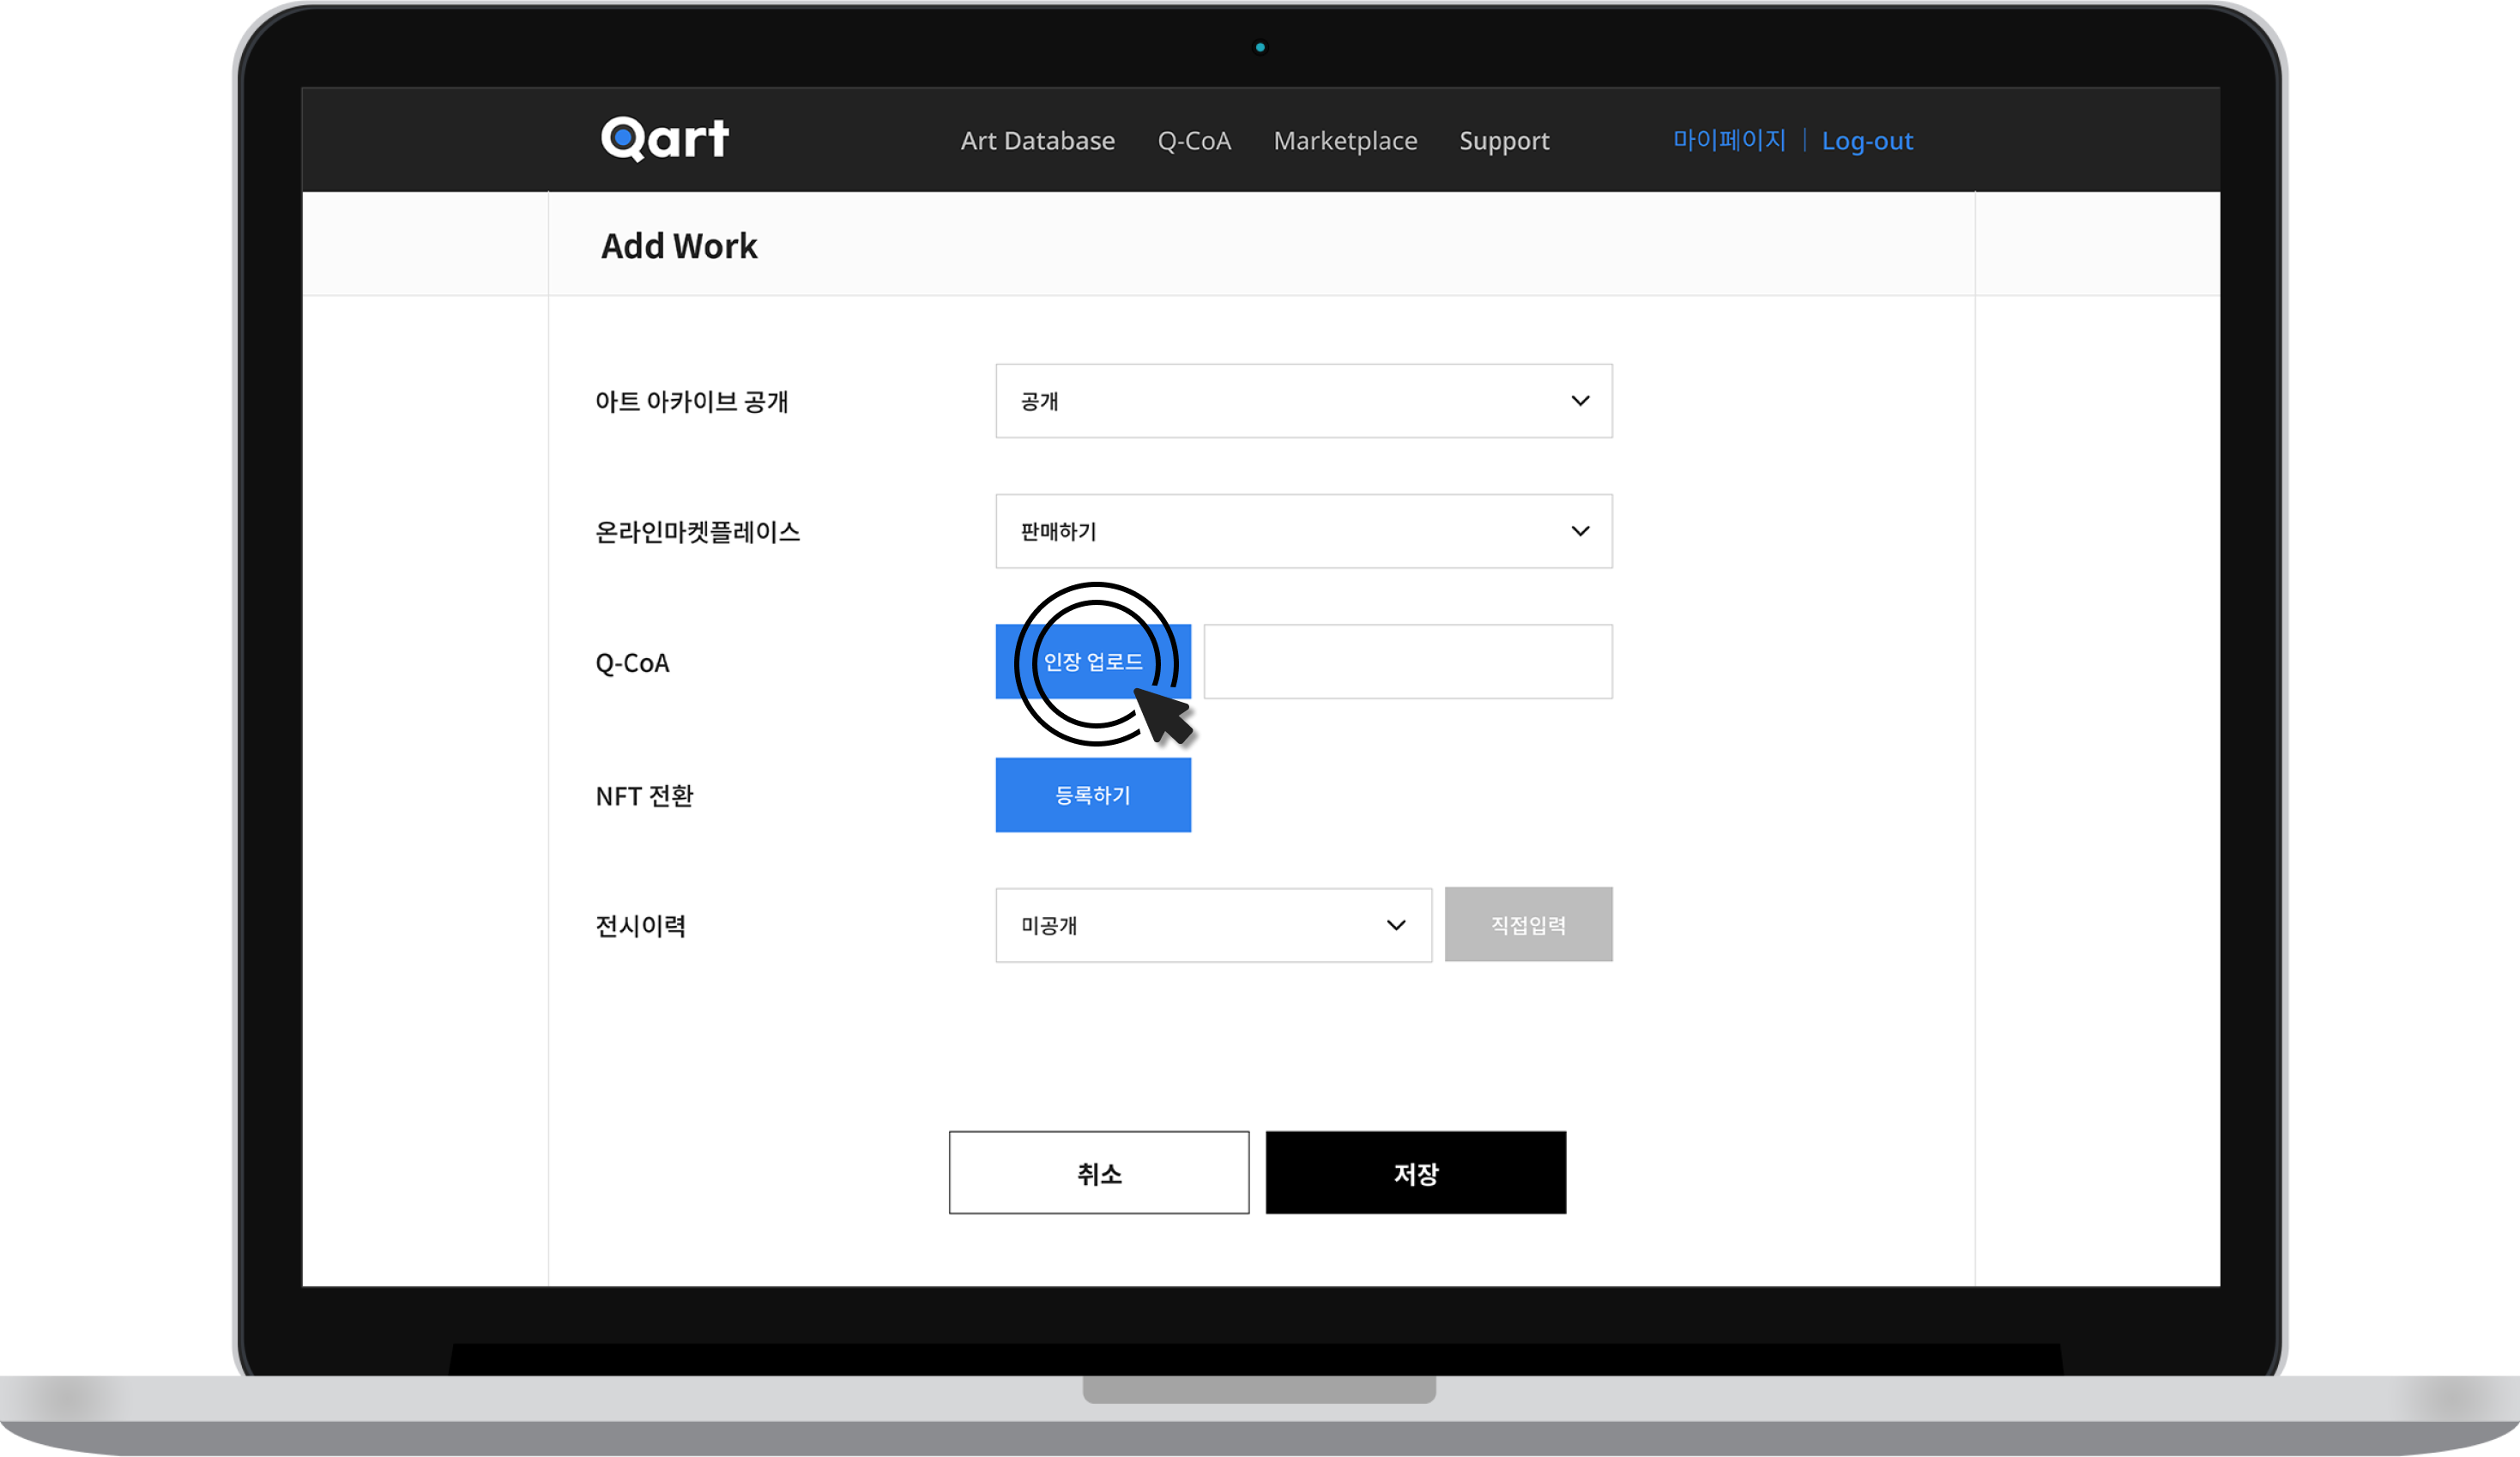 Qart Art Database Q-CoA Marketplace Support 마이페이지 | Log-out
Add Work
아트 아카이브 공개 공개
온라인마켓플레이스 판매하기
Q-CoA 인장 업로드
NFT 전환 등록하기
전시이력 미공개 직접입력
취소 저장